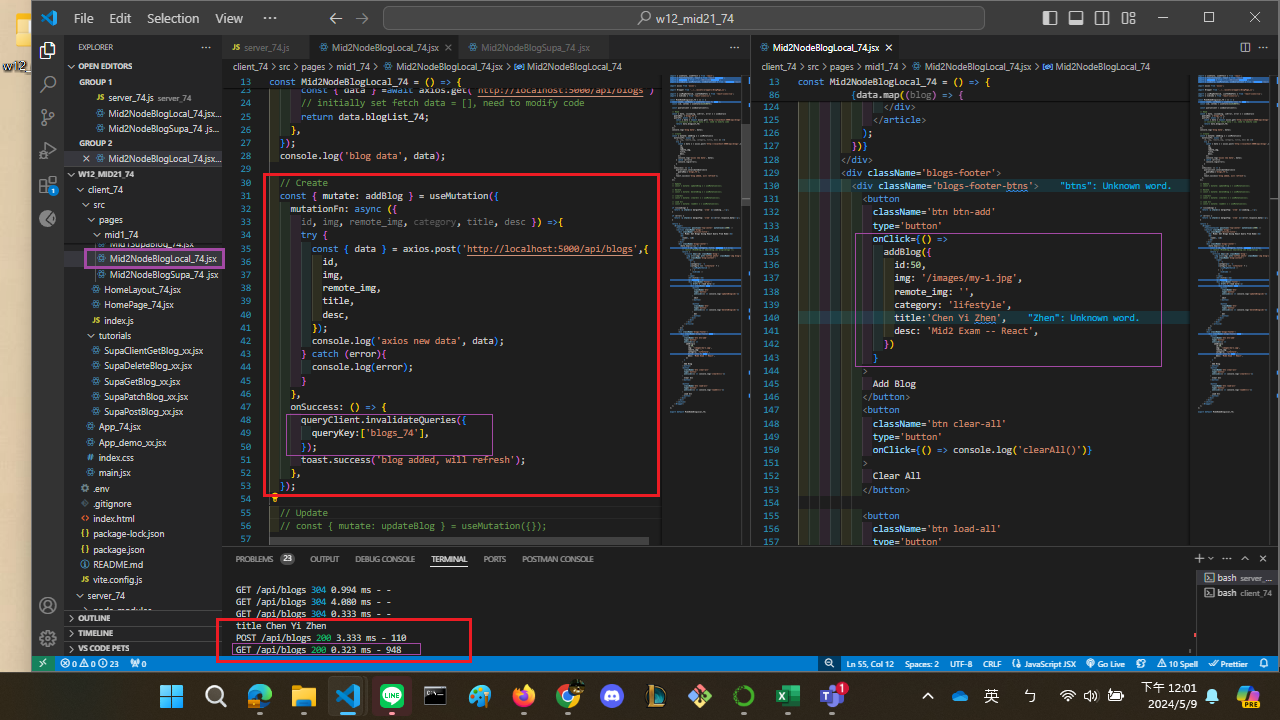 File Edit Selection View ··· w12_mid21_74
EXPLORER ···
OPEN EDITORS
GROUP 1
server_74.js server_74
Mid2NodeBlogLocal_74.jsx...
Mid2NodeBlogSupa_74 .js...
GROUP 2
Mid2NodeBlogLocal_74.jsx...
W12_MID21_74
client_74
src
pages
mid1_74
Mid1SupaBlog_74.jsx
Mid2NodeBlogLocal_74.jsx
Mid2NodeBlogSupa_74 .jsx
HomeLayout_74.jsx
HomePage_74.jsx
index.js
tutorials
SupaClientGetBlog_xx.jsx
SupaDeleteBlog_xx.jsx
SupaGetBlog_xx.jsx
SupaPatchBlog_xx.jsx
SupaPostBlog_xx.jsx
App_74.jsx
App_demo_xx.jsx
index.css
main.jsx
.env
.gitignore
index.html
package-lock.json
package.json
README.md
vite.config.js
server_74
node_modules
OUTLINE
TIMELINE
VS CODE PETS
server_74.js Mid2NodeBlogLocal_74.jsx Mid2NodeBlogSupa_74 .jsx ···
client_74 > src > pages > mid1_74 > Mid2NodeBlogLocal_74.jsx > Mid2NodeBlogLocal_74
13 const Mid2NodeBlogLocal_74 = () => {
23 const { data } =await axios.get('http://localhost:5000/api/blogs')
24 // initially set fetch data = [], need to modify code
25 return data.blogList_74;
26 },
27 });
28 console.log('blog data', data);
29
30 // Create
31 const { mutate: addBlog } = useMutation({
32 mutationFn: async ({
33 id, img, remote_img, category, title, desc }) =>{
34 try {
35 const { data } = axios.post('http://localhost:5000/api/blogs',{
36 id,
37 img,
38 remote_img,
39 title,
40 desc,
41 });
42 console.log('axios new data', data);
43 } catch (error){
44 console.log(error);
45 }
46 },
47 onSuccess: () => {
48 queryClient.invalidateQueries({
49 queryKey:['blogs_74'],
50 });
51 toast.success('blog added, will refresh');
52 },
53 });
54
55 // Update
56 // const { mutate: updateBlog } = useMutation({});
57
Mid2NodeBlogLocal_74.jsx ···
client_74 > src > pages > mid1_74 > Mid2NodeBlogLocal_74.jsx > Mid2NodeBlogLocal_74
13 const Mid2NodeBlogLocal_74 = () => {
86 {data.map((blog) => {
124 </div>
125 </article>
126 );
127 })}
128 </div>
129 <div className='blogs-footer'>
130 <div className='blogs-footer-btns'> "btns": Unknown word.
131 <button
132 className='btn btn-add'
133 type='button'
134 onClick={() =>
135 addBlog({
136 id:50,
137 img: '/images/my-1.jpg',
138 remote_img: '',
139 category: 'lifestyle',
140 title:'Chen Yi Zhen', "Zhen": Unknown word.
141 desc: 'Mid2 Exam -- React',
142 })
143 }
144 >
145 Add Blog
146 </button>
147 <button
148 className='btn clear-all'
149 type='button'
150 onClick={() => console.log('clearAll()')}
151 >
152 Clear All
153 </button>
154
155 <button
156 className='btn load-all'
157 type='button'
PROBLEMS 23 OUTPUT DEBUG CONSOLE TERMINAL PORTS POSTMAN CONSOLE
GET /api/blogs 304 0.994 ms - -
GET /api/blogs 304 4.080 ms - -
GET /api/blogs 304 0.333 ms - -
title Chen Yi Zhen
POST /api/blogs 200 3.333 ms - 110
GET /api/blogs 200 0.323 ms - 948
bash server_...
bash client_74
0 0 23 0 Ln 55, Col 12 Spaces: 2 UTF-8 CRLF JavaScript JSX Go Live 10 Spell Prettier
LINE 1 英 ㄅ 下午 12:01
2024/5/9 PRE